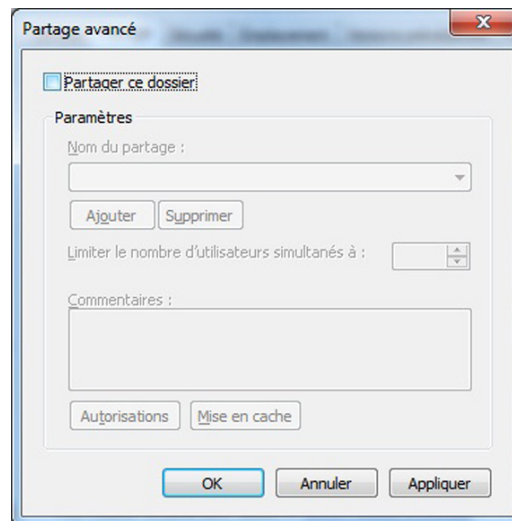 Partage avancé
Partager ce dossier
Paramètres
Nom du partage :
Ajouter Supprimer
Limiter le nombre d'utilisateurs simultanés à :
Commentaires :
Autorisations Mise en cache
OK Annuler Appliquer